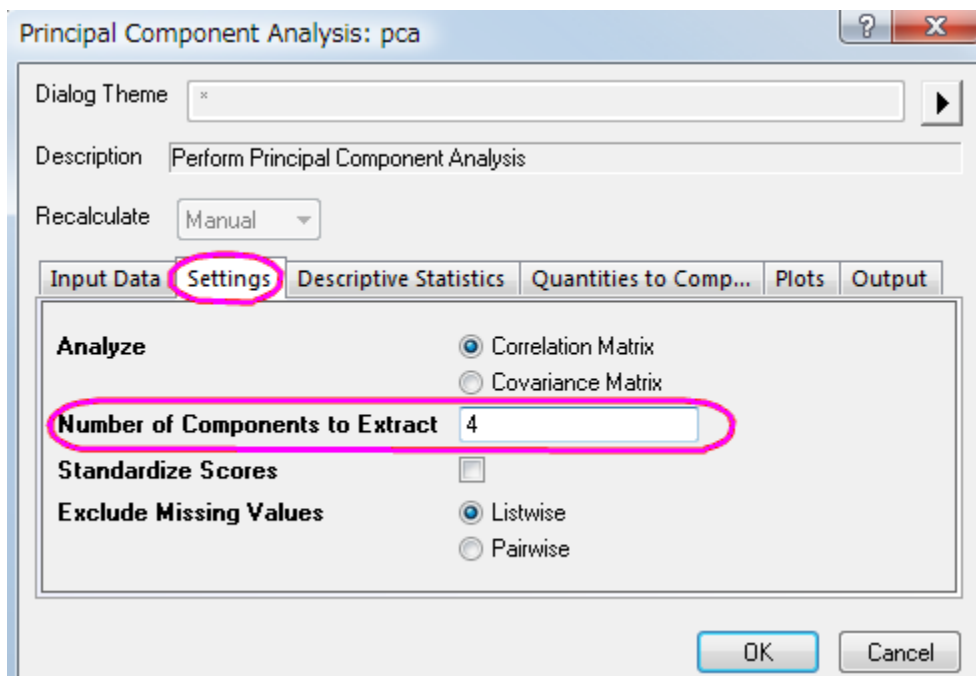 Principal Component Analysis: pca
Dialog Theme *
Description Perform Principal Component Analysis
Recalculate Manual
Input Data Settings Descriptive Statistics Quantities to Comp... Plots Output
Analyze Correlation Matrix
Covariance Matrix
Number of Components to Extract 4
Standardize Scores
Exclude Missing Values Listwise
Pairwise
OK Cancel